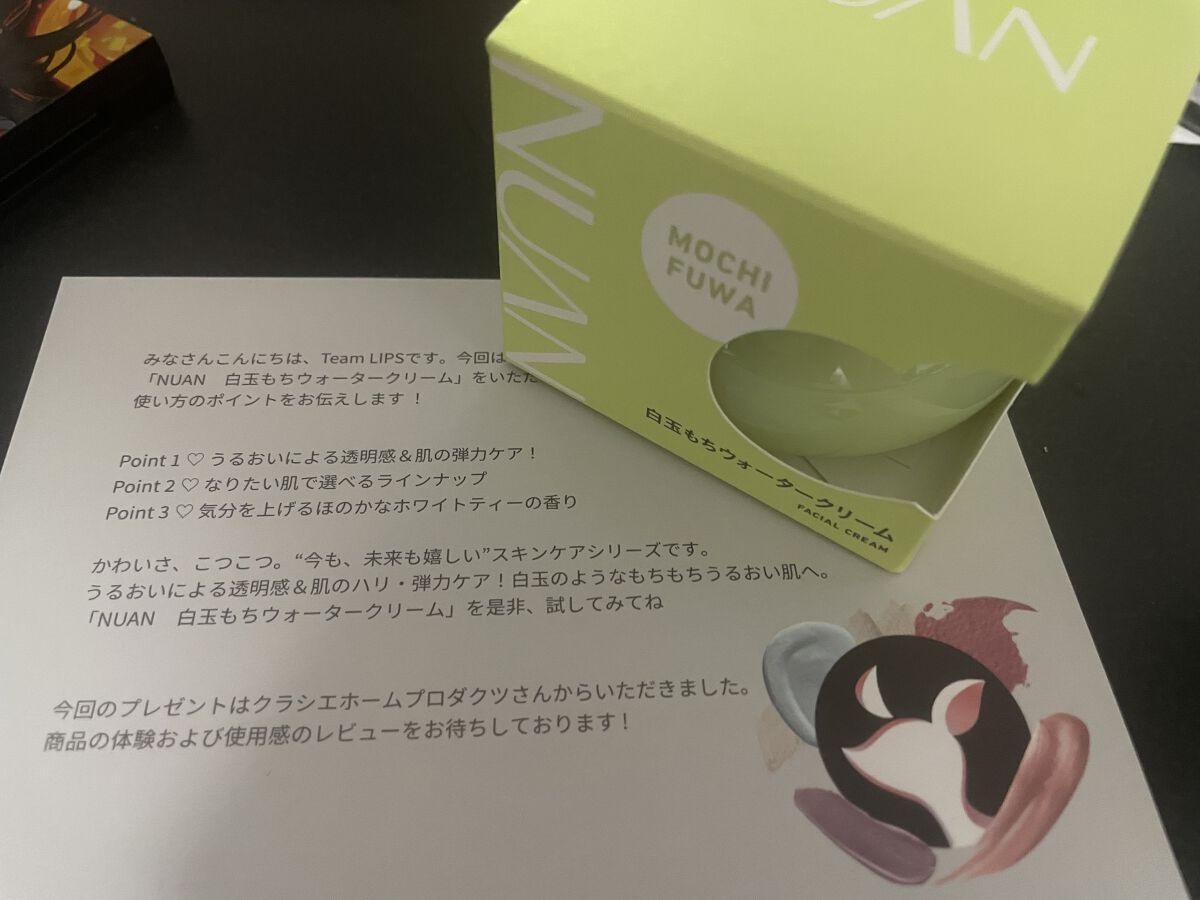 NUAN
NUAN
MOCHI
FUWA
白玉もちウォータークリーム
FACIAL CREAM
みなさんこんにちは、Team LIPSです。今回は
「NUAN 白玉もちウォータークリーム」をいただ
使い方のポイントをお伝えします！
Point 1 ♡ うるおいによる透明感＆肌の弾力ケア！
Point 2 ♡ なりたい肌で選べるラインナップ
Point 3 ♡ 気分を上げるほのかなホワイトティーの香り
かわいさ、こつこつ。“今も、未来も嬉しい”スキンケアシリーズです。
うるおいによる透明感＆肌のハリ・弾力ケア！白玉のようなもちもちうるおい肌へ。
「NUAN 白玉もちウォータークリーム」を是非、試してみてね
今回のプレゼントはクラシエホームプロダクツさんからいただきました。
商品の体験および使用感のレビューをお待ちしております！